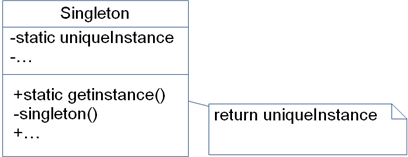 Singleton
-static uniqueInstance
-...
+static getinstance()
-singleton()
+...
return uniqueInstance